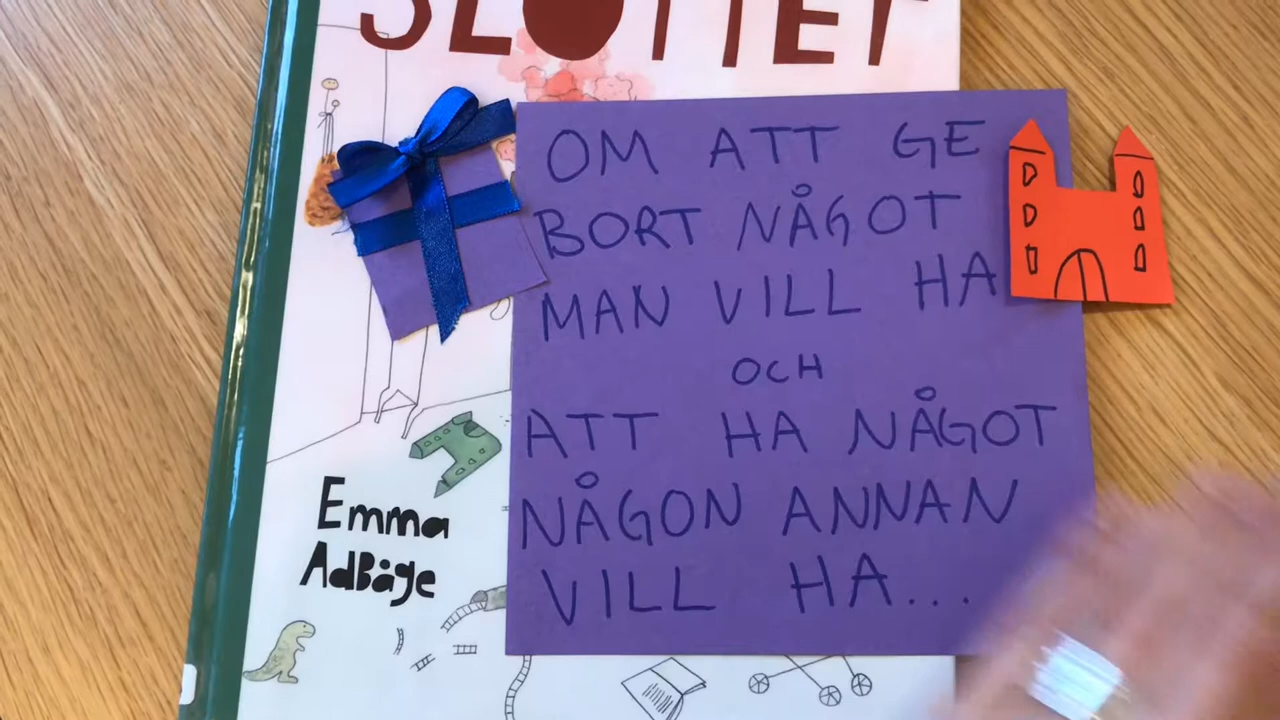 SLOTTET
OM ATT GE
BORT NÅGOT
MAN VILL HA
OCH
ATT HA NÅGOT
NÅGON ANNAN
VILL HA...
Emma
AdBåge